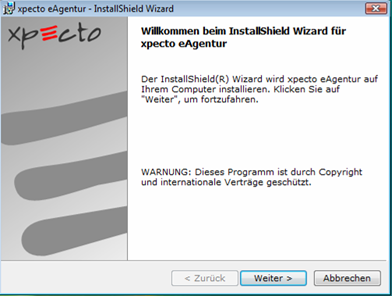 xpecto eAgentur - InstallShield Wizard
xpecto
Willkommen beim InstallShield Wizard für
xpecto eAgentur
Der InstallShield(R) Wizard wird xpecto eAgentur auf
Ihrem Computer installieren. Klicken Sie auf
"Weiter", um fortzufahren.
WARNUNG: Dieses Programm ist durch Copyright
und internationale Verträge geschützt.
< Zurück
Weiter >
Abbrechen